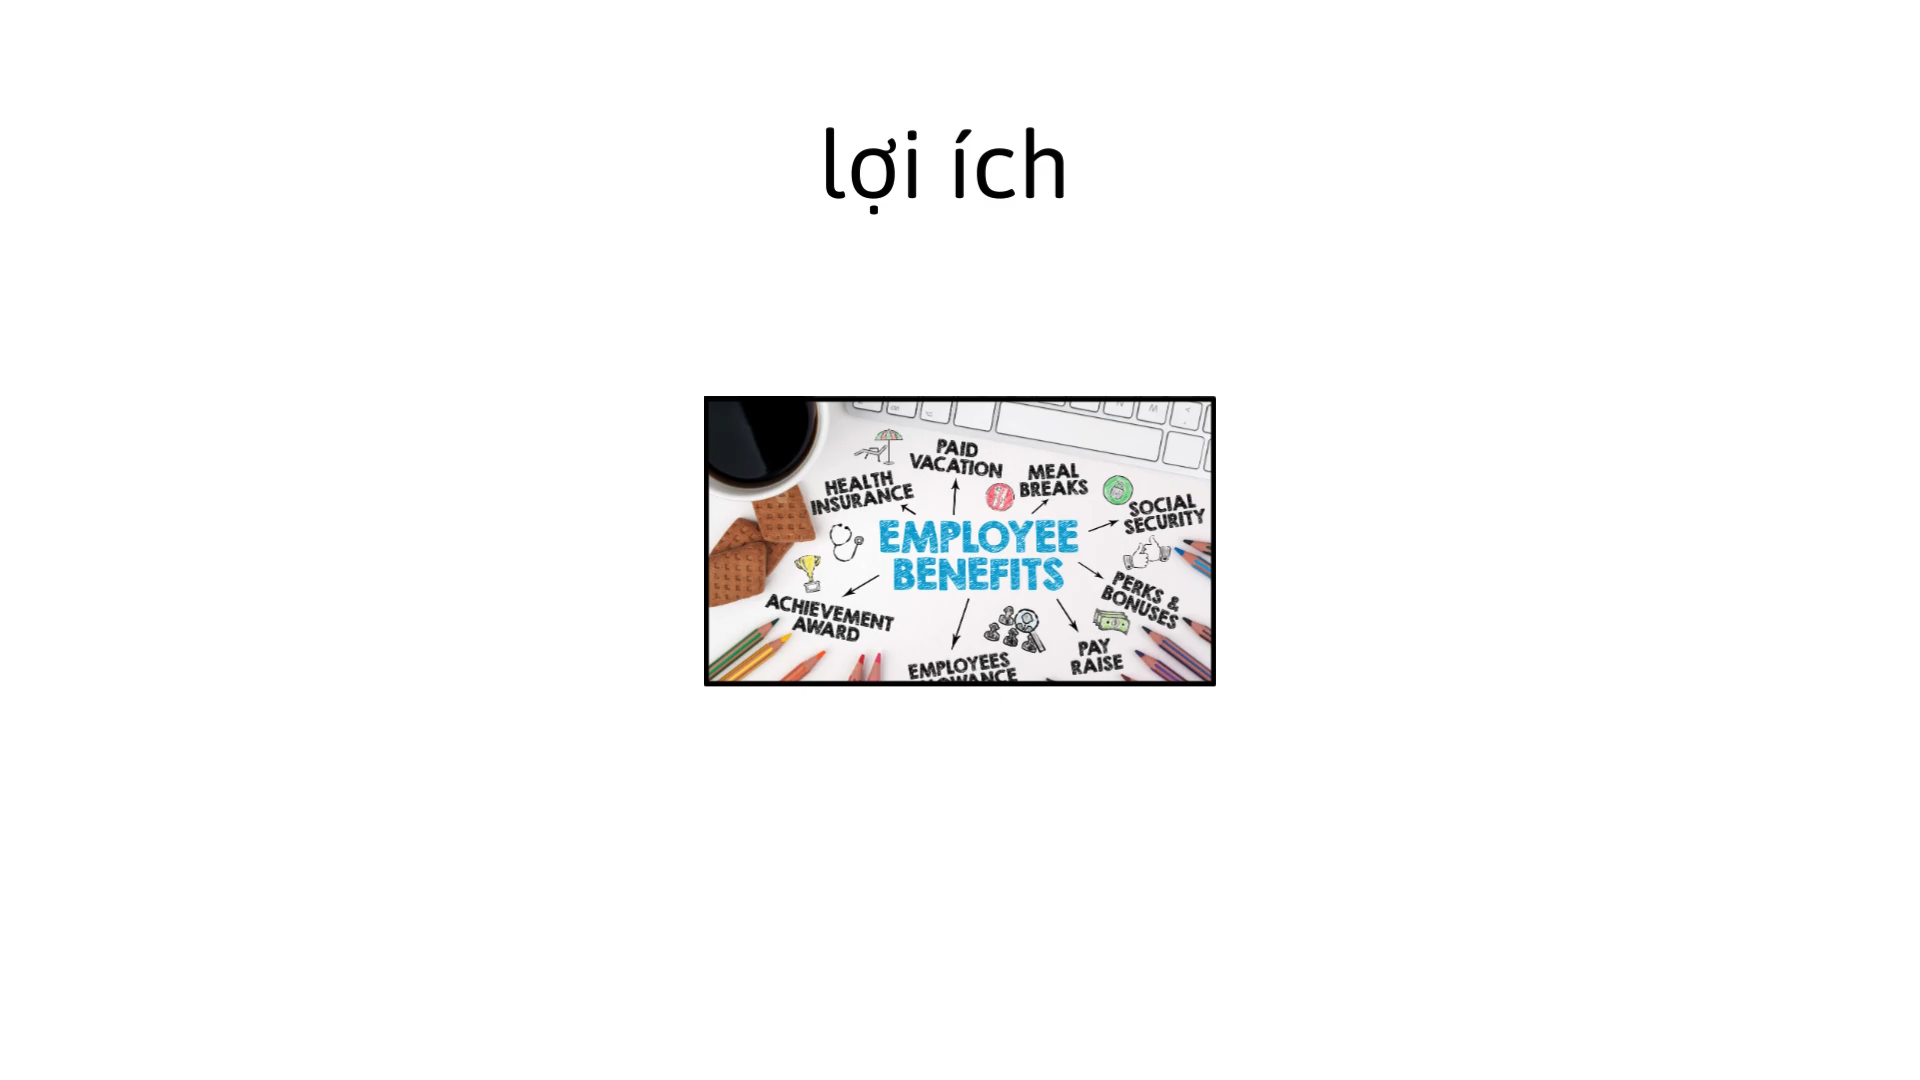 lợi ích
PAID
VACATION
MEAL
BREAKS
HEALTH
INSURANCE
SOCIAL
SECURITY
EMPLOYEE
BENEFITS
PERKS &
BONUSES
ACHIEVEMENT
AWARD
PAY
RAISE
EMPLOYEES